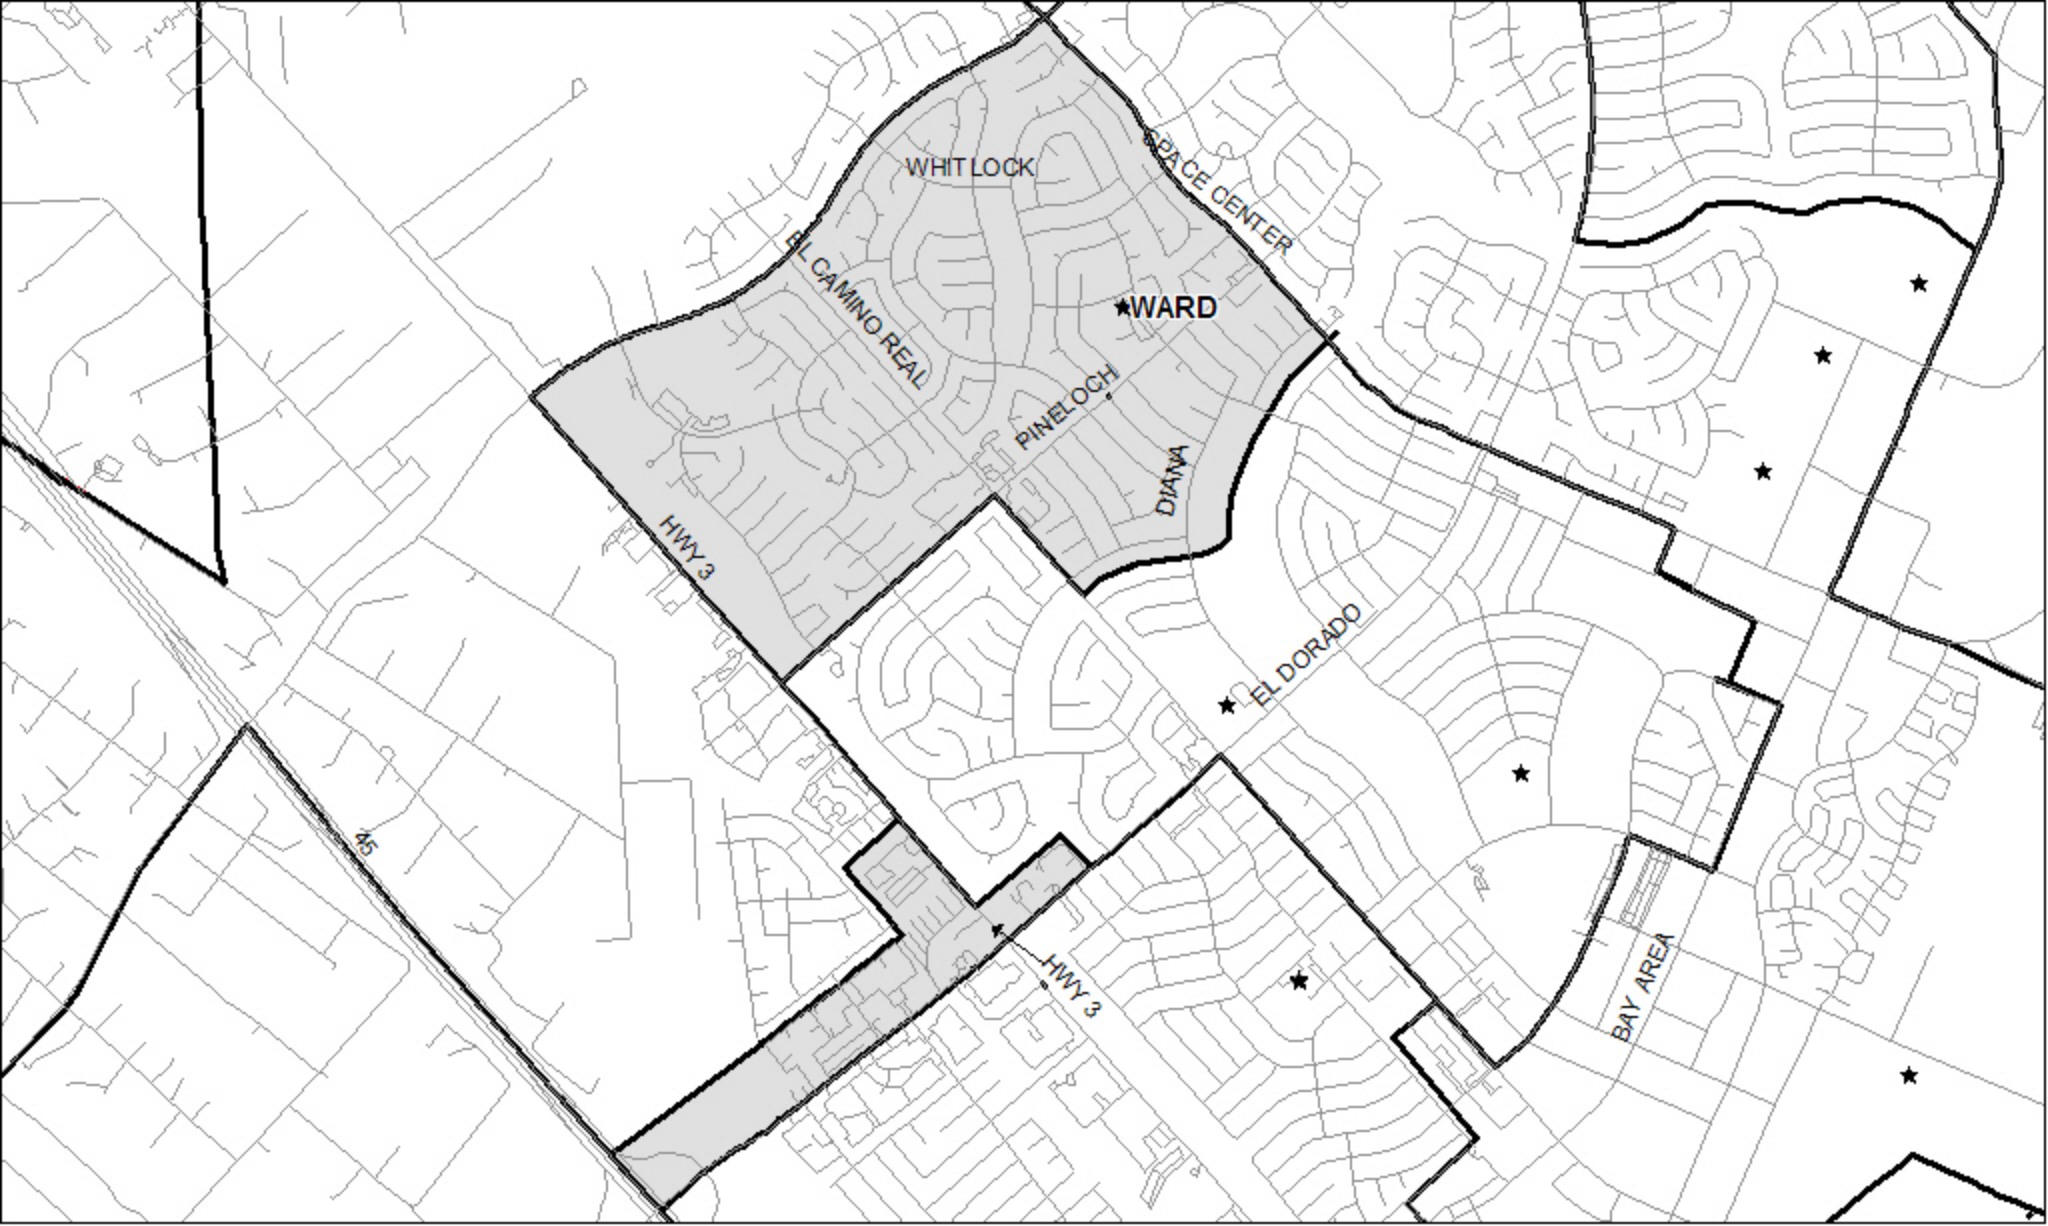 WHITLOCK
SPACE CENTER
EL CAMINO REAL
WARD
PINELOCH
DIANA
HWY 3
EL DORADO
45
HWY 3
BAY AREA